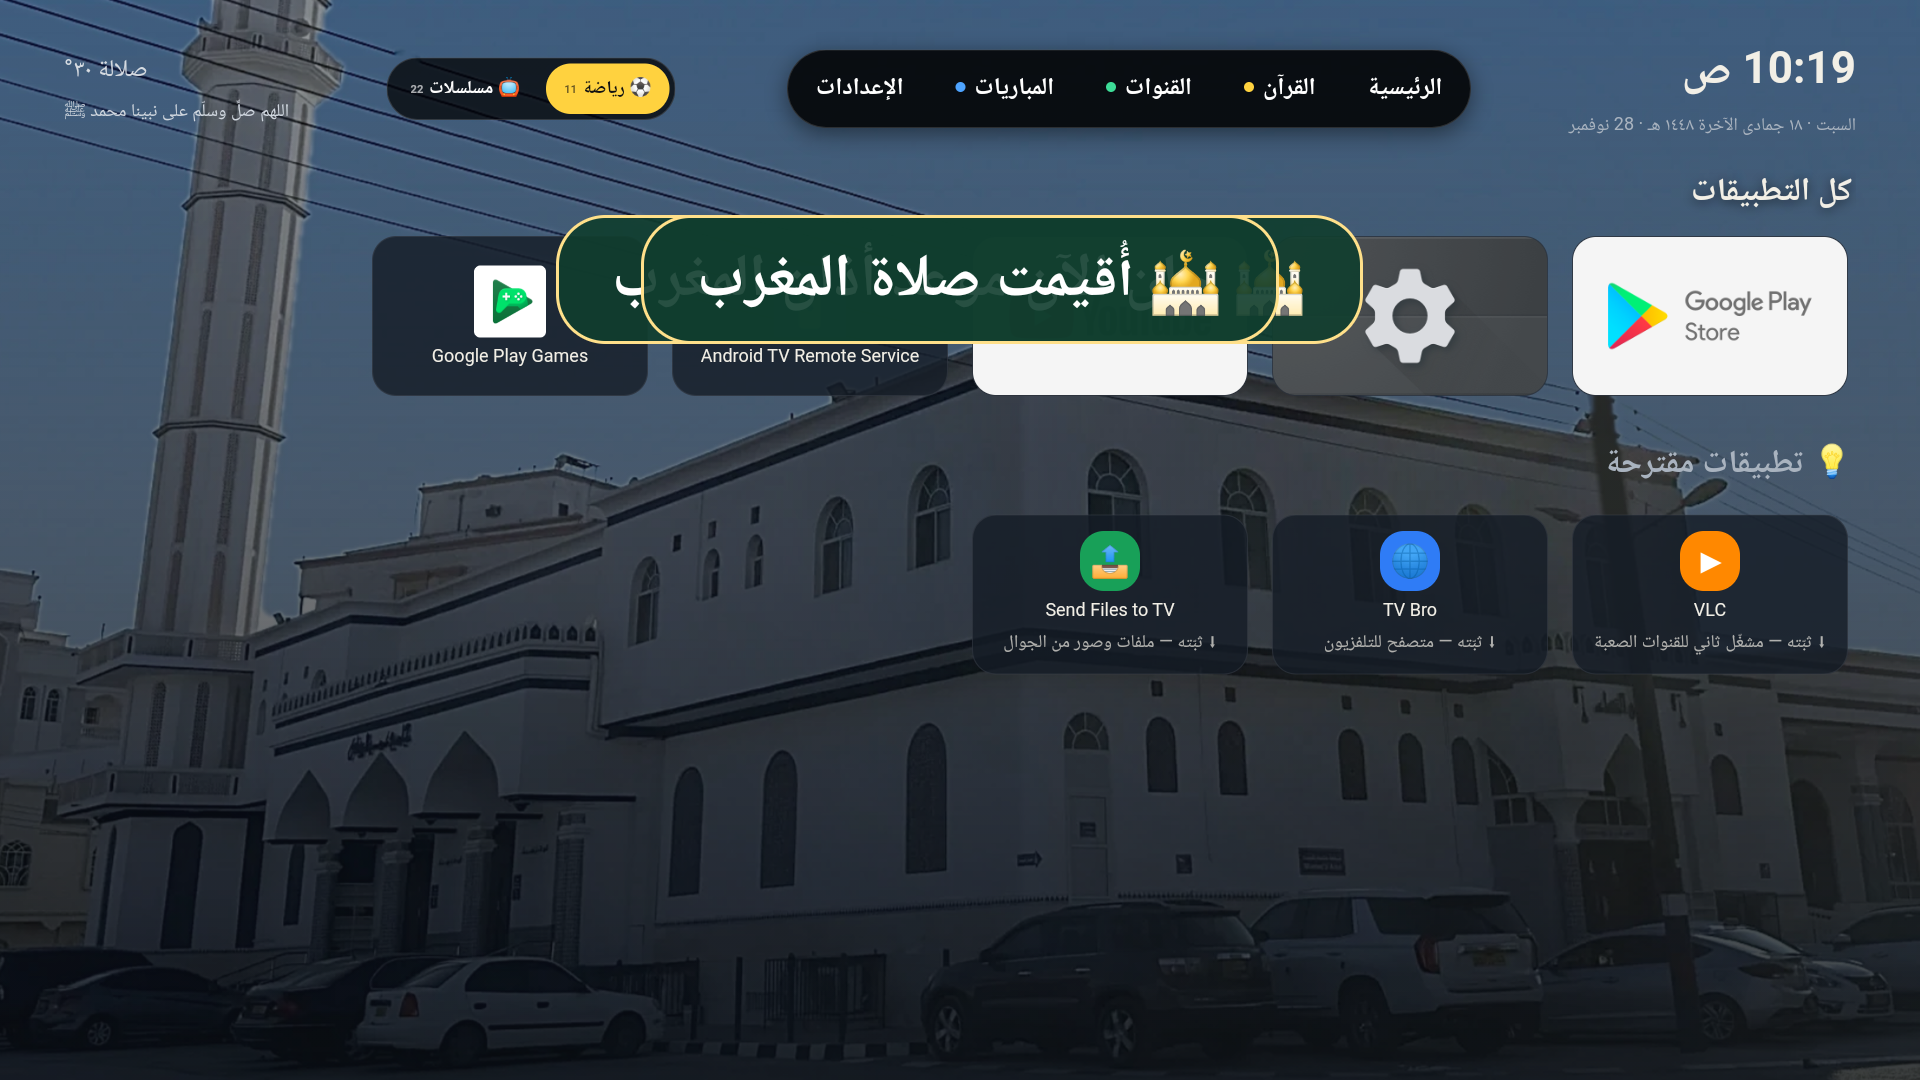 10:19 ص
السبت · ١٨ جمادى الآخرة ١٤٤٨ هـ · 28 نوفمبر
الرئيسية القرآن القنوات المباريات الإعدادات
رياضة 11 مسلسلات 22
صلالة ٣٠°
اللهم صلِّ وسلِّم على نبينا محمد ﷺ
كل التطبيقات
أقيمت صلاة المغرب
Google Play Store
Android TV Remote Service
Google Play Games
تطبيقات مقترحة
VLC
⬇ ثبّته — مشغّل ثاني للقنوات الصعبة
TV Bro
⬇ ثبّته — متصفح للتلفزيون
Send Files to TV
⬇ ثبّته — ملفات وصور من الجوال